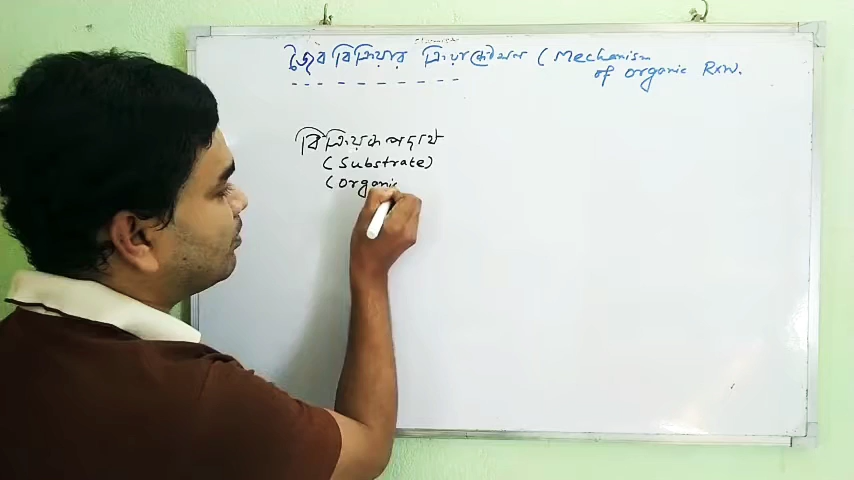 জৈব বিক্রিয়ার ক্রিয়াকৌশল (Mechanism
of organic Rxn.
বিক্রিয়ক পদার্থ
(Substrate)
(Organic